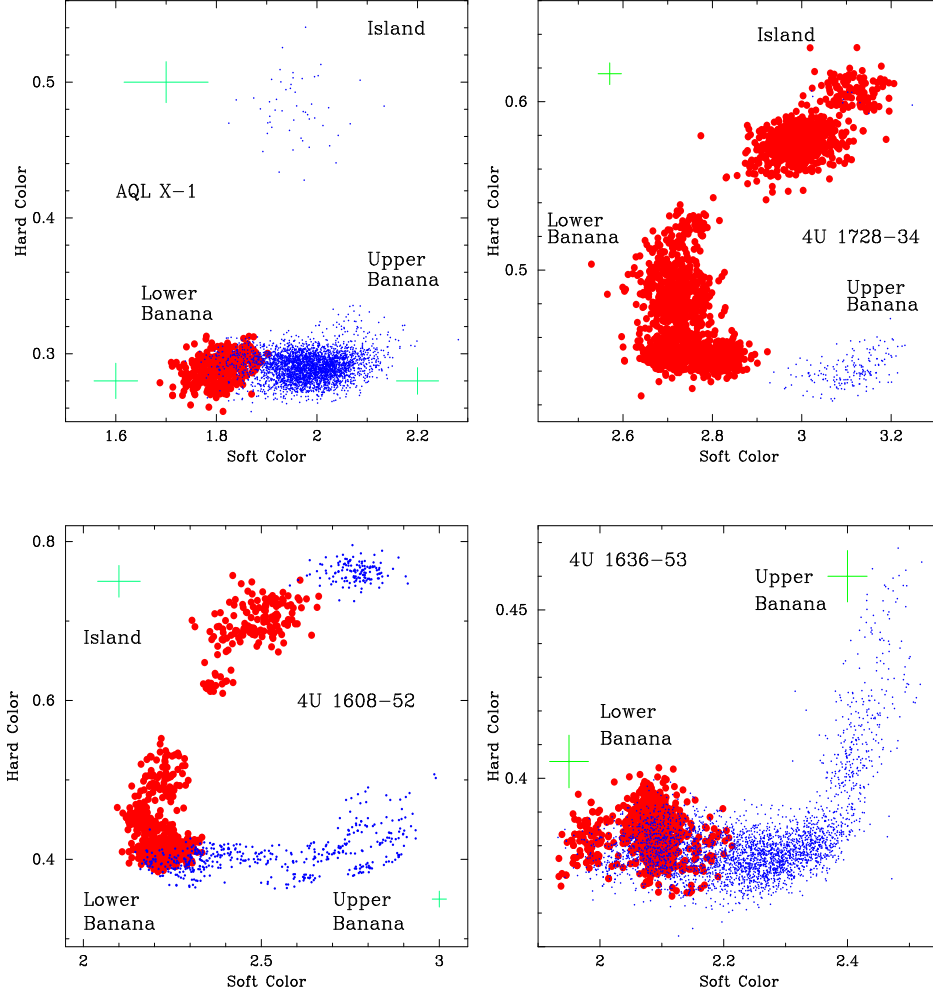 Island
0.5
AQL X-1
0.4
Hard Color
Upper
Banana
Lower
Banana
0.3
1.6
1.8
2
2.2
Soft Color
Island
0.6
Lower
Banana
4U 1728-34
Hard Color
0.5
Upper
Banana
2.6
2.8
3
3.2
Soft Color
0.8
Island
0.6
4U 1608-52
Hard Color
0.4
Lower
Banana
Upper
Banana
2
2.5
3
Soft Color
4U 1636-53
Upper
Banana
0.45
Lower
Banana
Hard Color
0.4
2
2.2
2.4
Soft Color